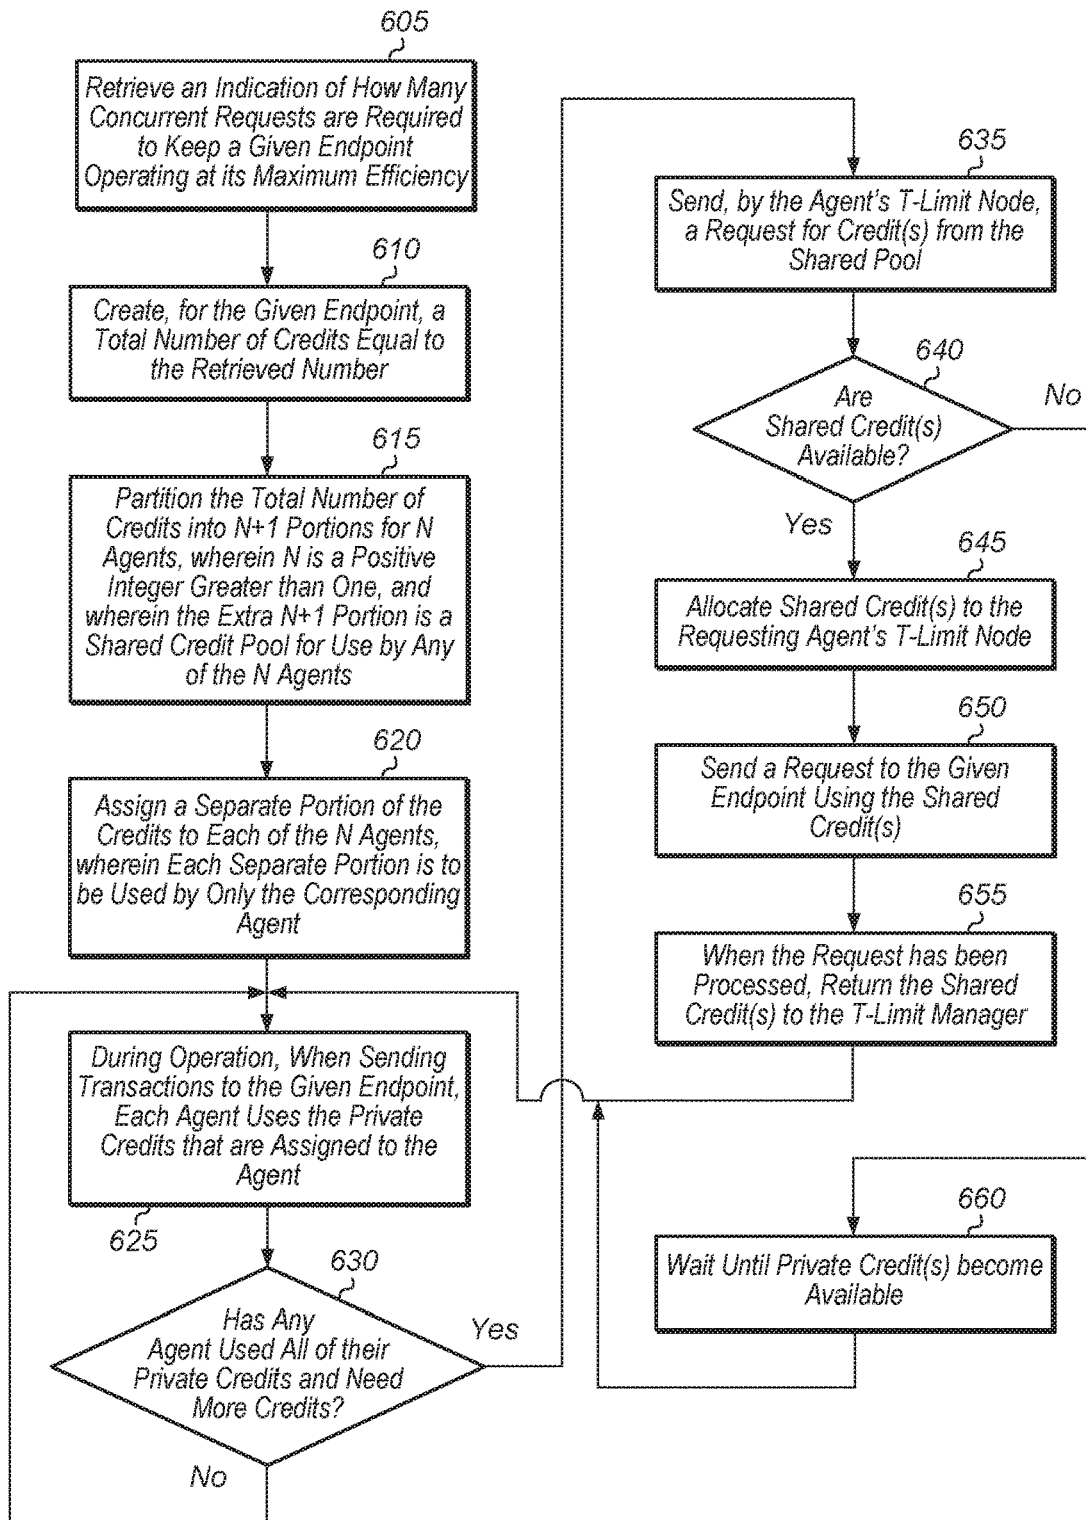 605
Retrieve an Indication of How Many
Concurrent Requests are Required
to Keep a Given Endpoint
Operating at its Maximum Efficiency
610
Create, for the Given Endpoint, a
Total Number of Credits Equal to
the Retrieved Number
615
Partition the Total Number of
Credits into N+1 Portions for N
Agents, wherein N is a Positive
Integer Greater than One, and
wherein the Extra N+1 Portion is a
Shared Credit Pool for Use by Any
of the N Agents
620
Assign a Separate Portion of the
Credits to Each of the N Agents,
wherein Each Separate Portion is to
be Used by Only the Corresponding
Agent
During Operation, When Sending
Transactions to the Given Endpoint,
Each Agent Uses the Private
Credits that are Assigned to the
Agent
625
630
Has Any
Agent Used All of their
Private Credits and Need
More Credits?
Yes
No
635
Send, by the Agent's T-Limit Node,
a Request for Credit(s) from the
Shared Pool
640
Are
Shared Credit(s)
Available?
No
Yes
645
Allocate Shared Credit(s) to the
Requesting Agent's T-Limit Node
650
Send a Request to the Given
Endpoint Using the Shared
Credit(s)
655
When the Request has been
Processed, Return the Shared
Credit(s) to the T-Limit Manager
660
Wait Until Private Credit(s) become
Available